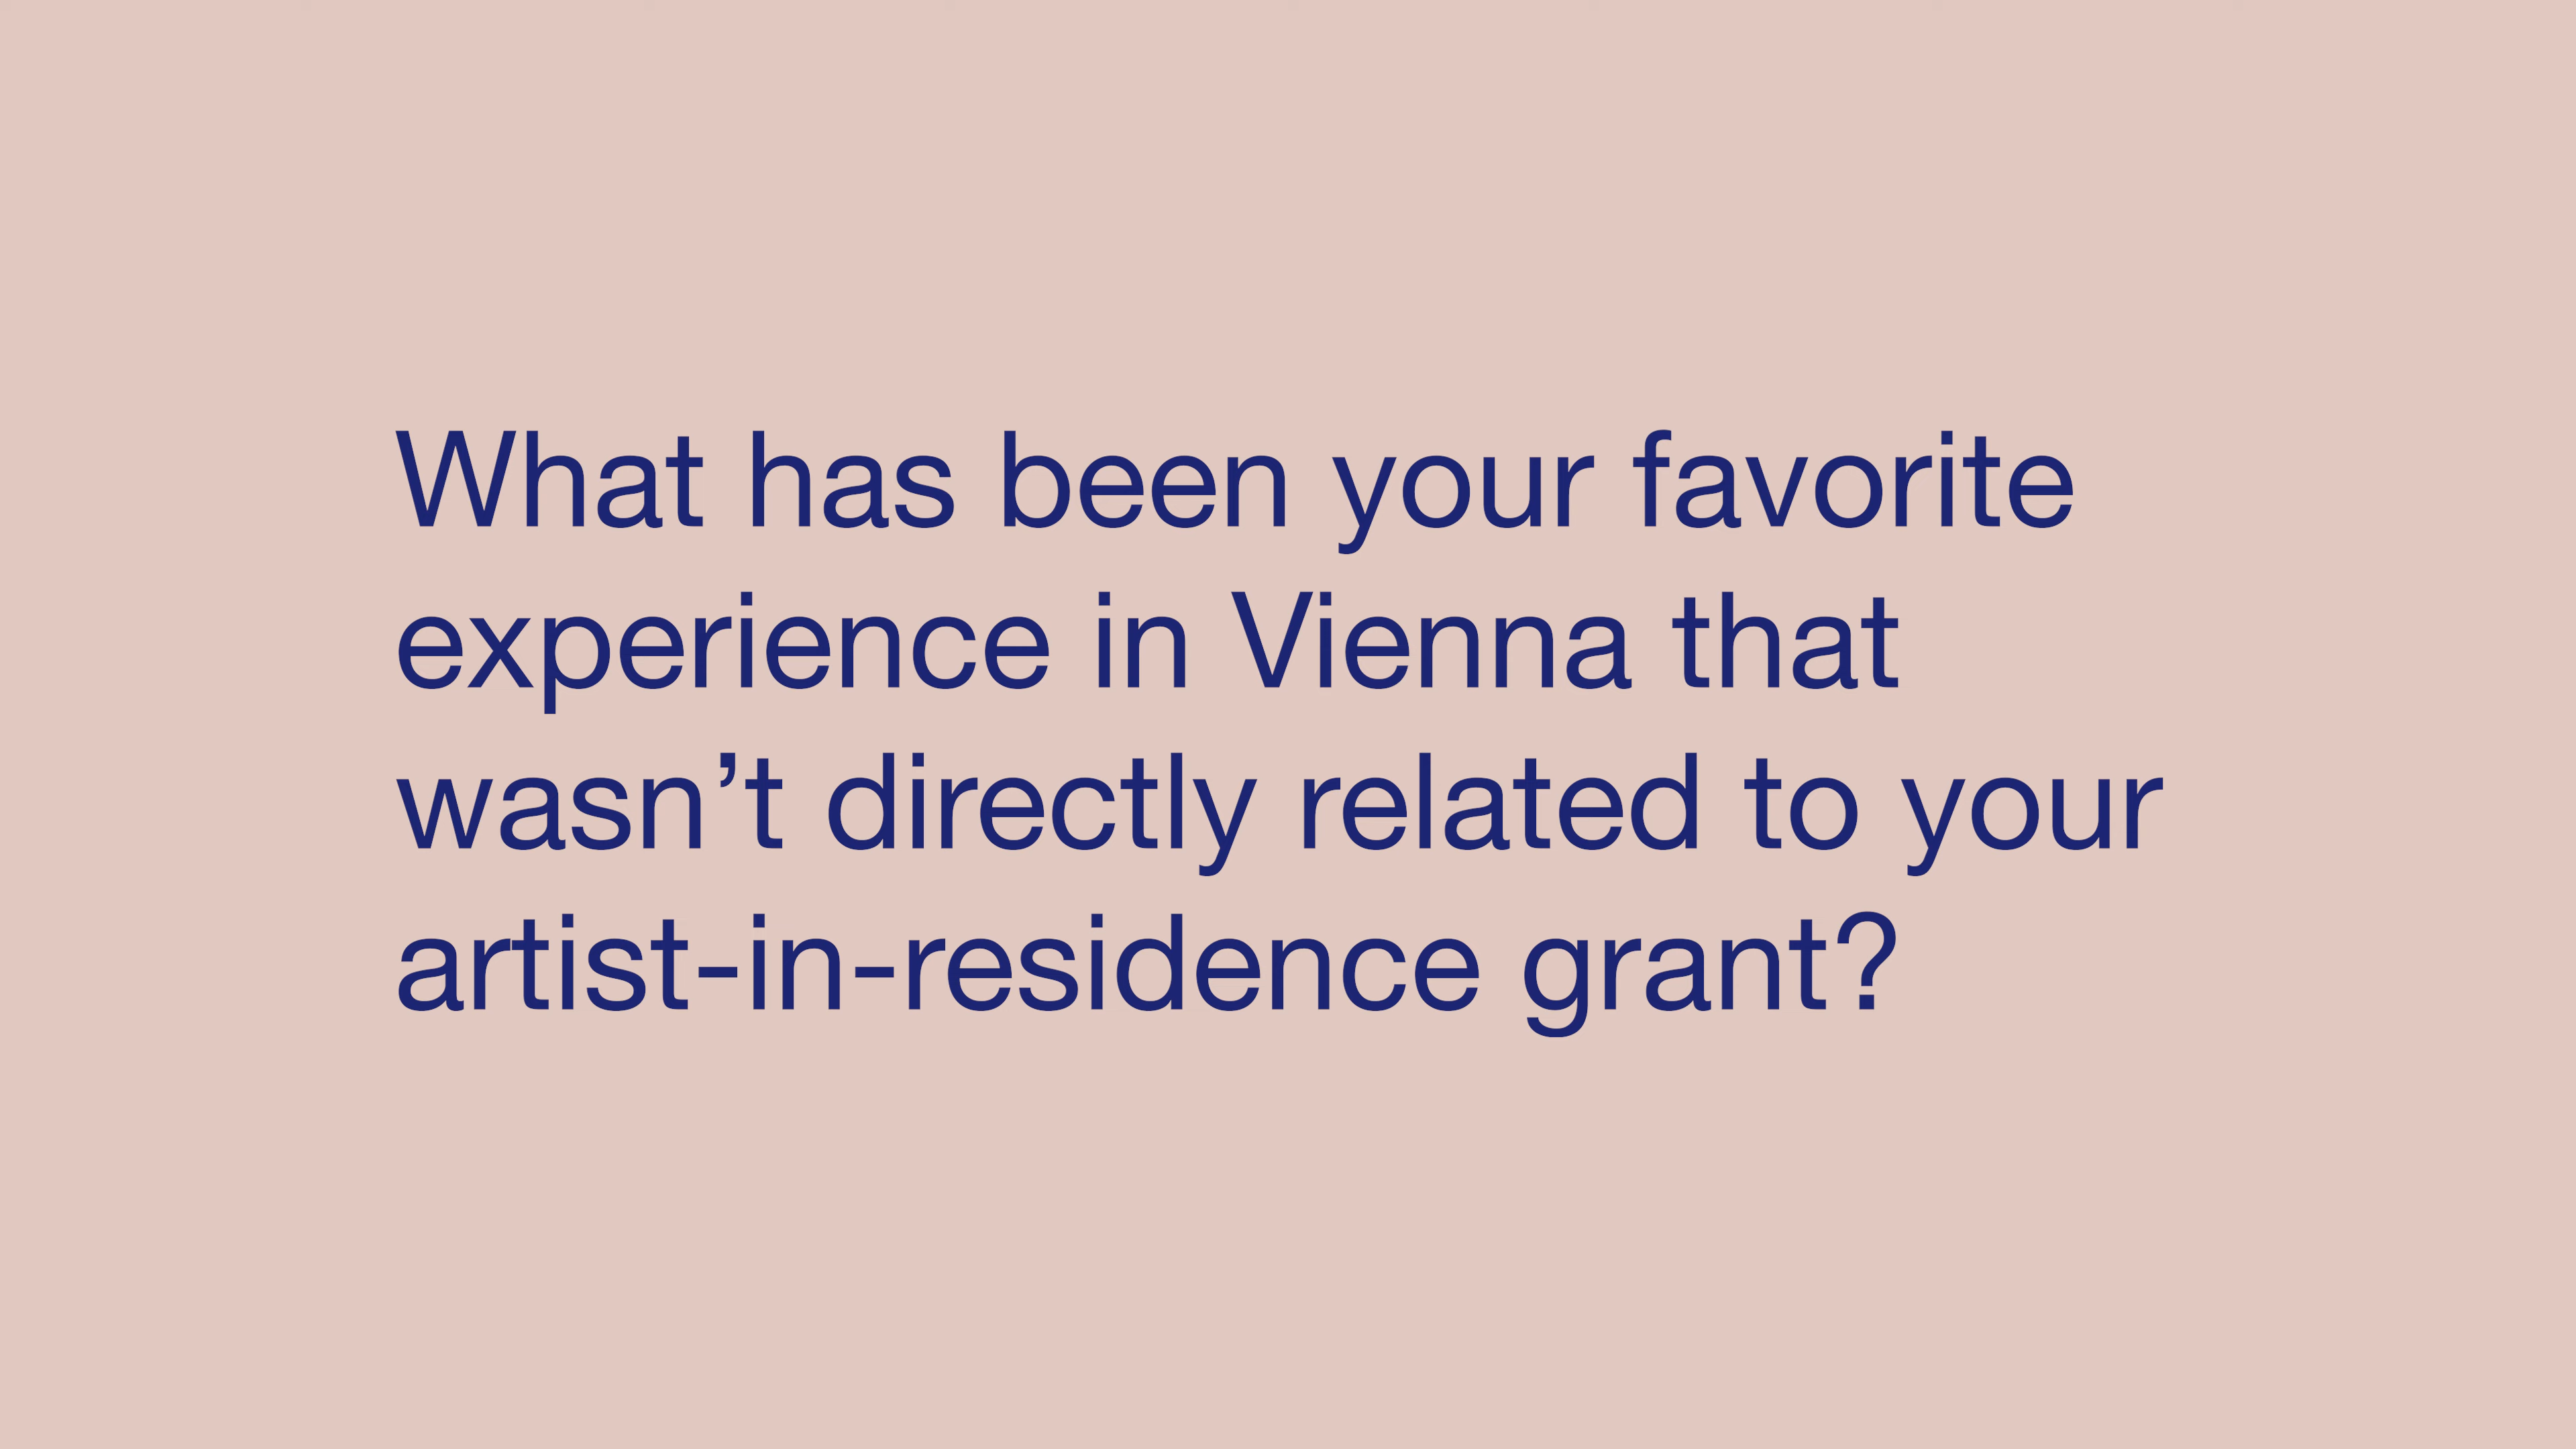 What has been your favorite
experience in Vienna that
wasn’t directly related to your
artist-in-residence grant?